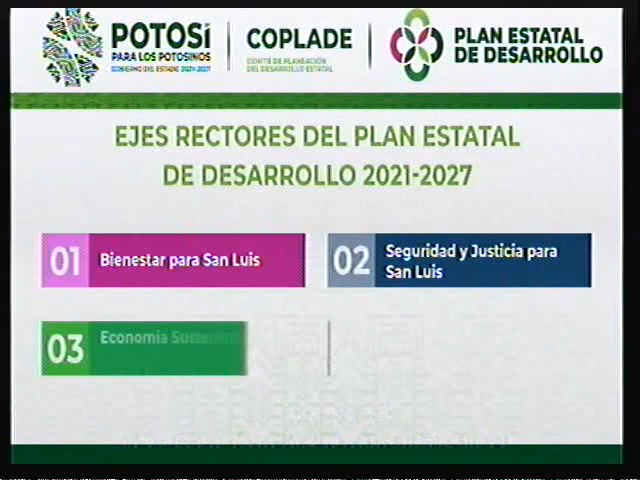 POTOSÍ
PARA LOS POTOSINOS
GOBIERNO DEL ESTADO 2021-2027
COPLADE
COMITÉ DE PLANEACIÓN
DEL DESARROLLO ESTATAL
PLAN ESTATAL
DE DESARROLLO
EJES RECTORES DEL PLAN ESTATAL
DE DESARROLLO 2021-2027
01 Bienestar para San Luis
02 Seguridad y Justicia para
San Luis
03 Economía